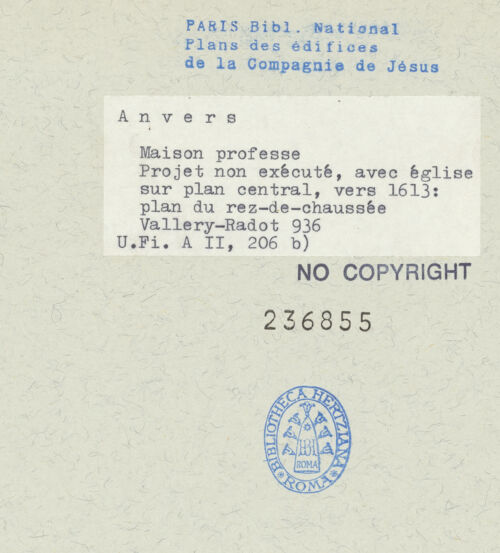 PARIS Bibl. National
Plans des édifices
de la Compagnie de Jésus
Anvers
Maison professe
Projet non exécuté, avec église
sur plan central, vers 1613:
plan du rez-de-chaussée
Vallery-Radot 936
U.Fi. A II, 206 b)
NO COPYRIGHT
236855
BIBLIOTHECA HERTZIANA
ROMA
ROMA